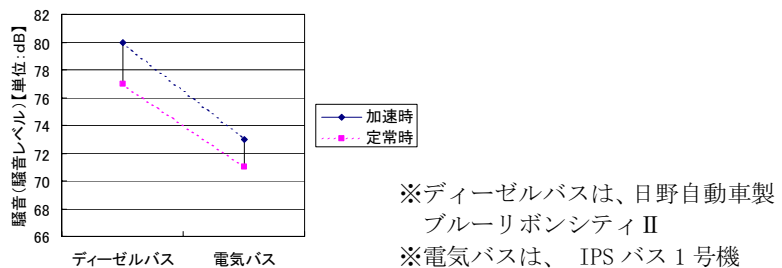 騒音(騒音レベル)【単位:dB】
82
80
78
76
74
72
70
68
66
ディーゼルバス
電気バス
加速時
定常時
※ディーゼルバスは、日野自動車製
ブルーリボンシティⅡ
※電気バスは、 IPS バス 1 号機